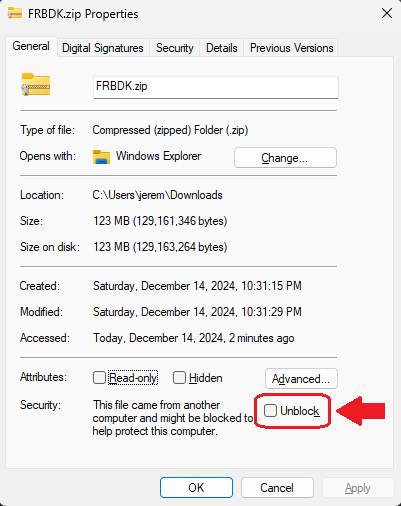 FRBDK.zip Properties
General Digital Signatures Security Details Previous Versions
FRBDK.zip
Type of file: Compressed (zipped) Folder (.zip)
Opens with: Windows Explorer Change...
Location: C:\Users\jerem\Downloads
Size: 123 MB (129,161,346 bytes)
Size on disk: 123 MB (129,163,264 bytes)
Created: Saturday, December 14, 2024, 10:31:15 PM
Modified: Saturday, December 14, 2024, 10:31:29 PM
Accessed: Today, December 14, 2024, 2 minutes ago
Attributes: Read-only Hidden Advanced...
Security: This file came from another
computer and might be blocked to
help protect this computer.
Unblock
OK Cancel Apply